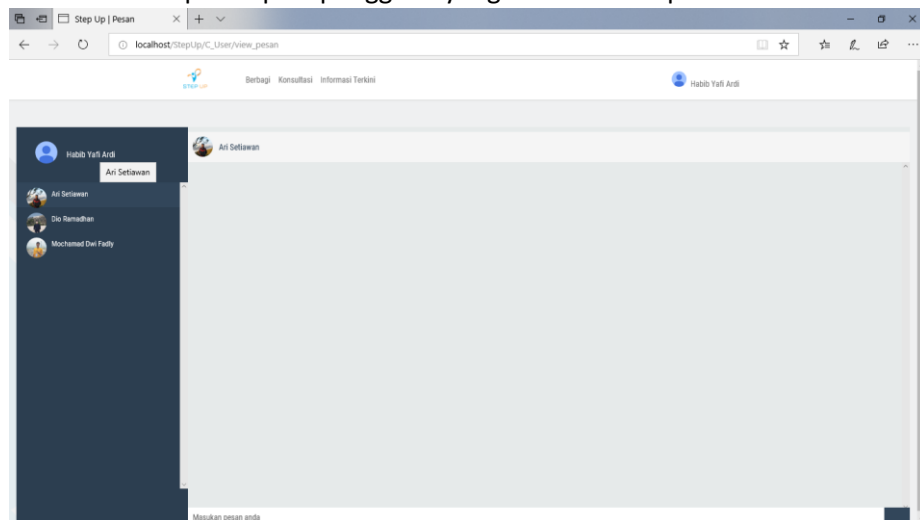 Step Up | Pesan
localhost/StepUp/C_User/view_pesan
STEP UP
Berbagi Konsultasi Informasi Terkini
Habib Yafi Ardi
Habib Yafi Ardi
Ari Setiawan
Ari Setiawan
Ari Setiawan
Dio Ramadhan
Mochamad Dwi Fadly
Masukan pesan anda